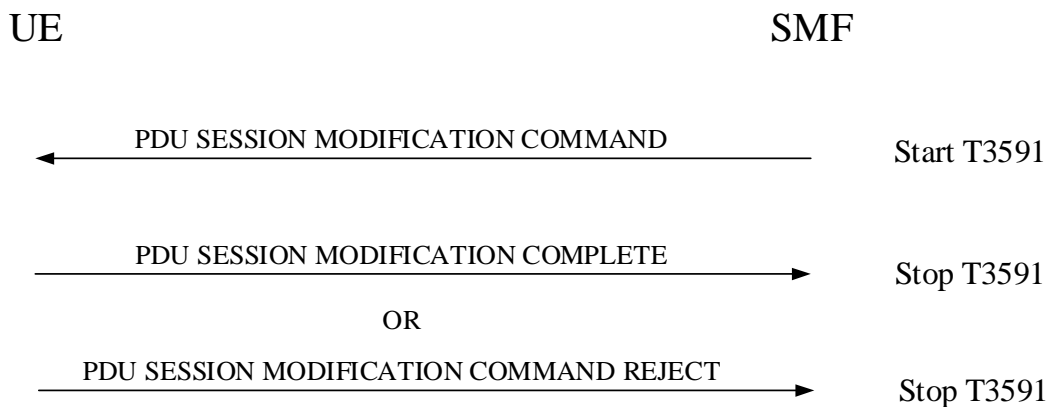 UE SMF
PDU SESSION MODIFICATION COMMAND Start T3591
PDU SESSION MODIFICATION COMPLETE Stop T3591
OR
PDU SESSION MODIFICATION COMMAND REJECT Stop T3591